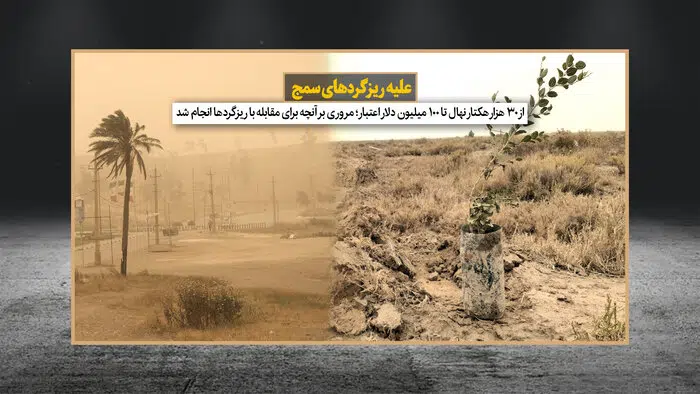 علیه ریزگردهای سمج
از ۳۰ هزار هکتار نهال تا ۱۰۰ میلیون دلار اعتبار؛ مروری بر آنچه برای مقابله با ریزگردها انجام شد